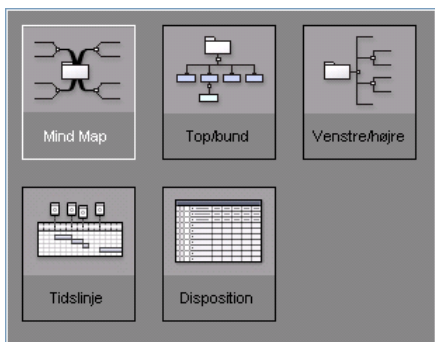 Mind Map
Top/bund
Venstre/højre
Tidslinje
Disposition